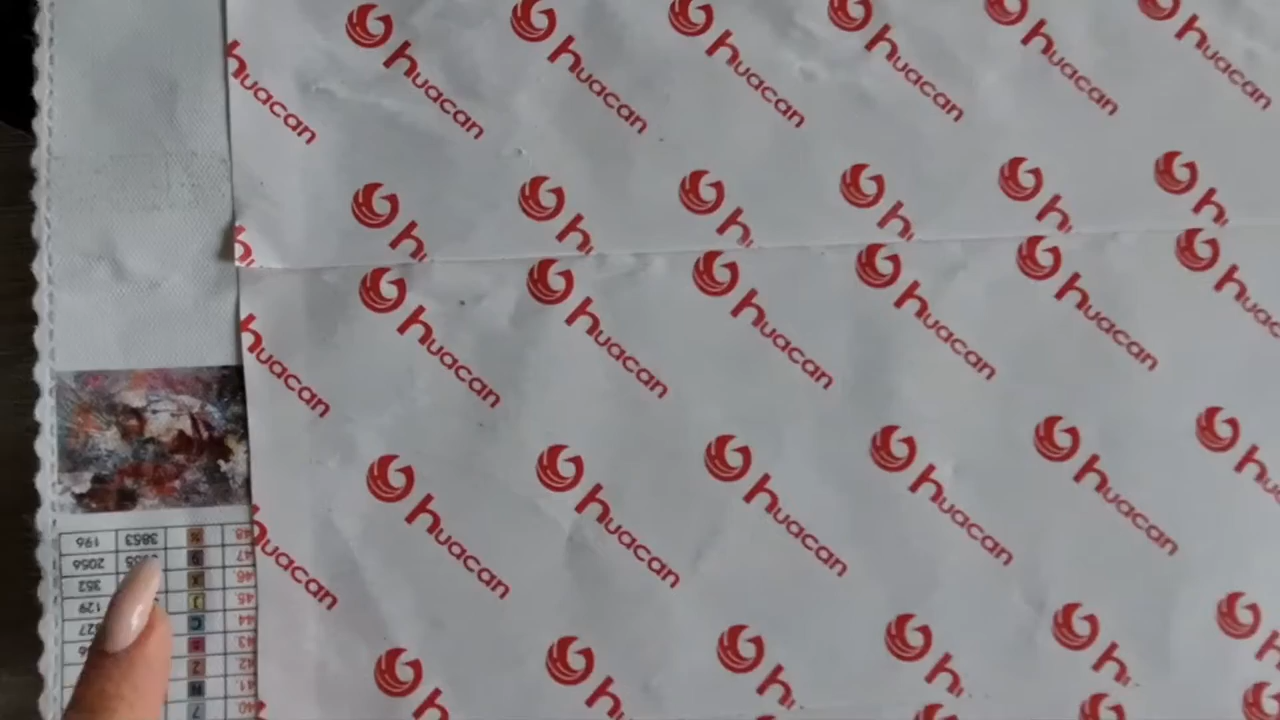 huacan huacan huacan huacan huacan huacan huacan
huacan huacan huacan huacan huacan huacan
huacan huacan huacan huacan huacan huacan
48. % 3853 196
47. 2056
46. X 352
45. J 129
44. C
43.
42. Z
41.
40.